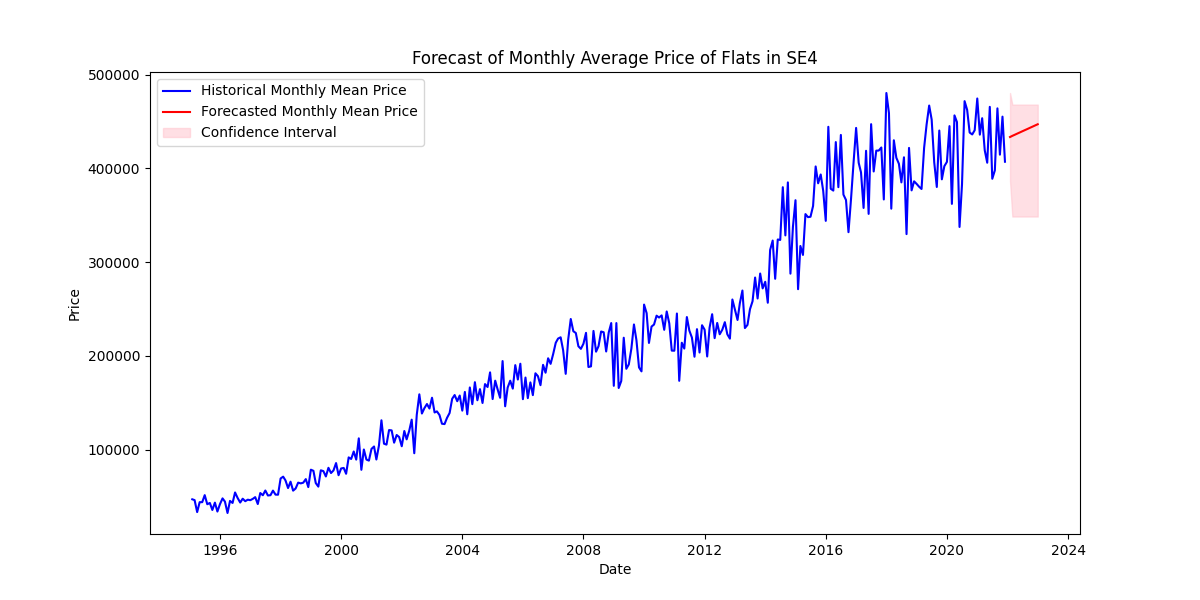 Forecast of Monthly Average Price of Flats in SE4
500000
400000
300000
200000
100000
Price
Historical Monthly Mean Price
Forecasted Monthly Mean Price
Confidence Interval
1996 2000 2004 2008 2012 2016 2020 2024
Date